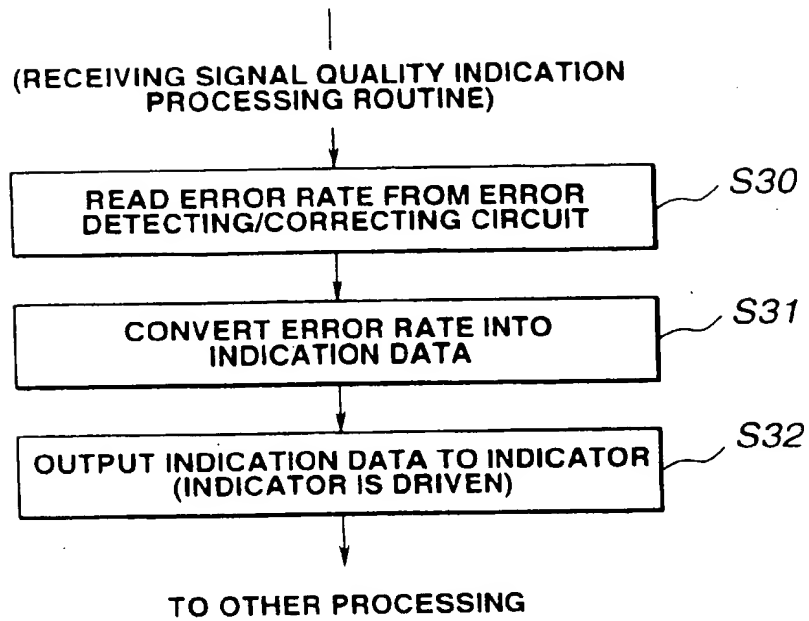 (RECEIVING SIGNAL QUALITY INDICATION
PROCESSING ROUTINE)
READ ERROR RATE FROM ERROR
DETECTING/CORRECTING CIRCUIT
S30
CONVERT ERROR RATE INTO
INDICATION DATA
S31
OUTPUT INDICATION DATA TO INDICATOR
(INDICATOR IS DRIVEN)
S32
TO OTHER PROCESSING